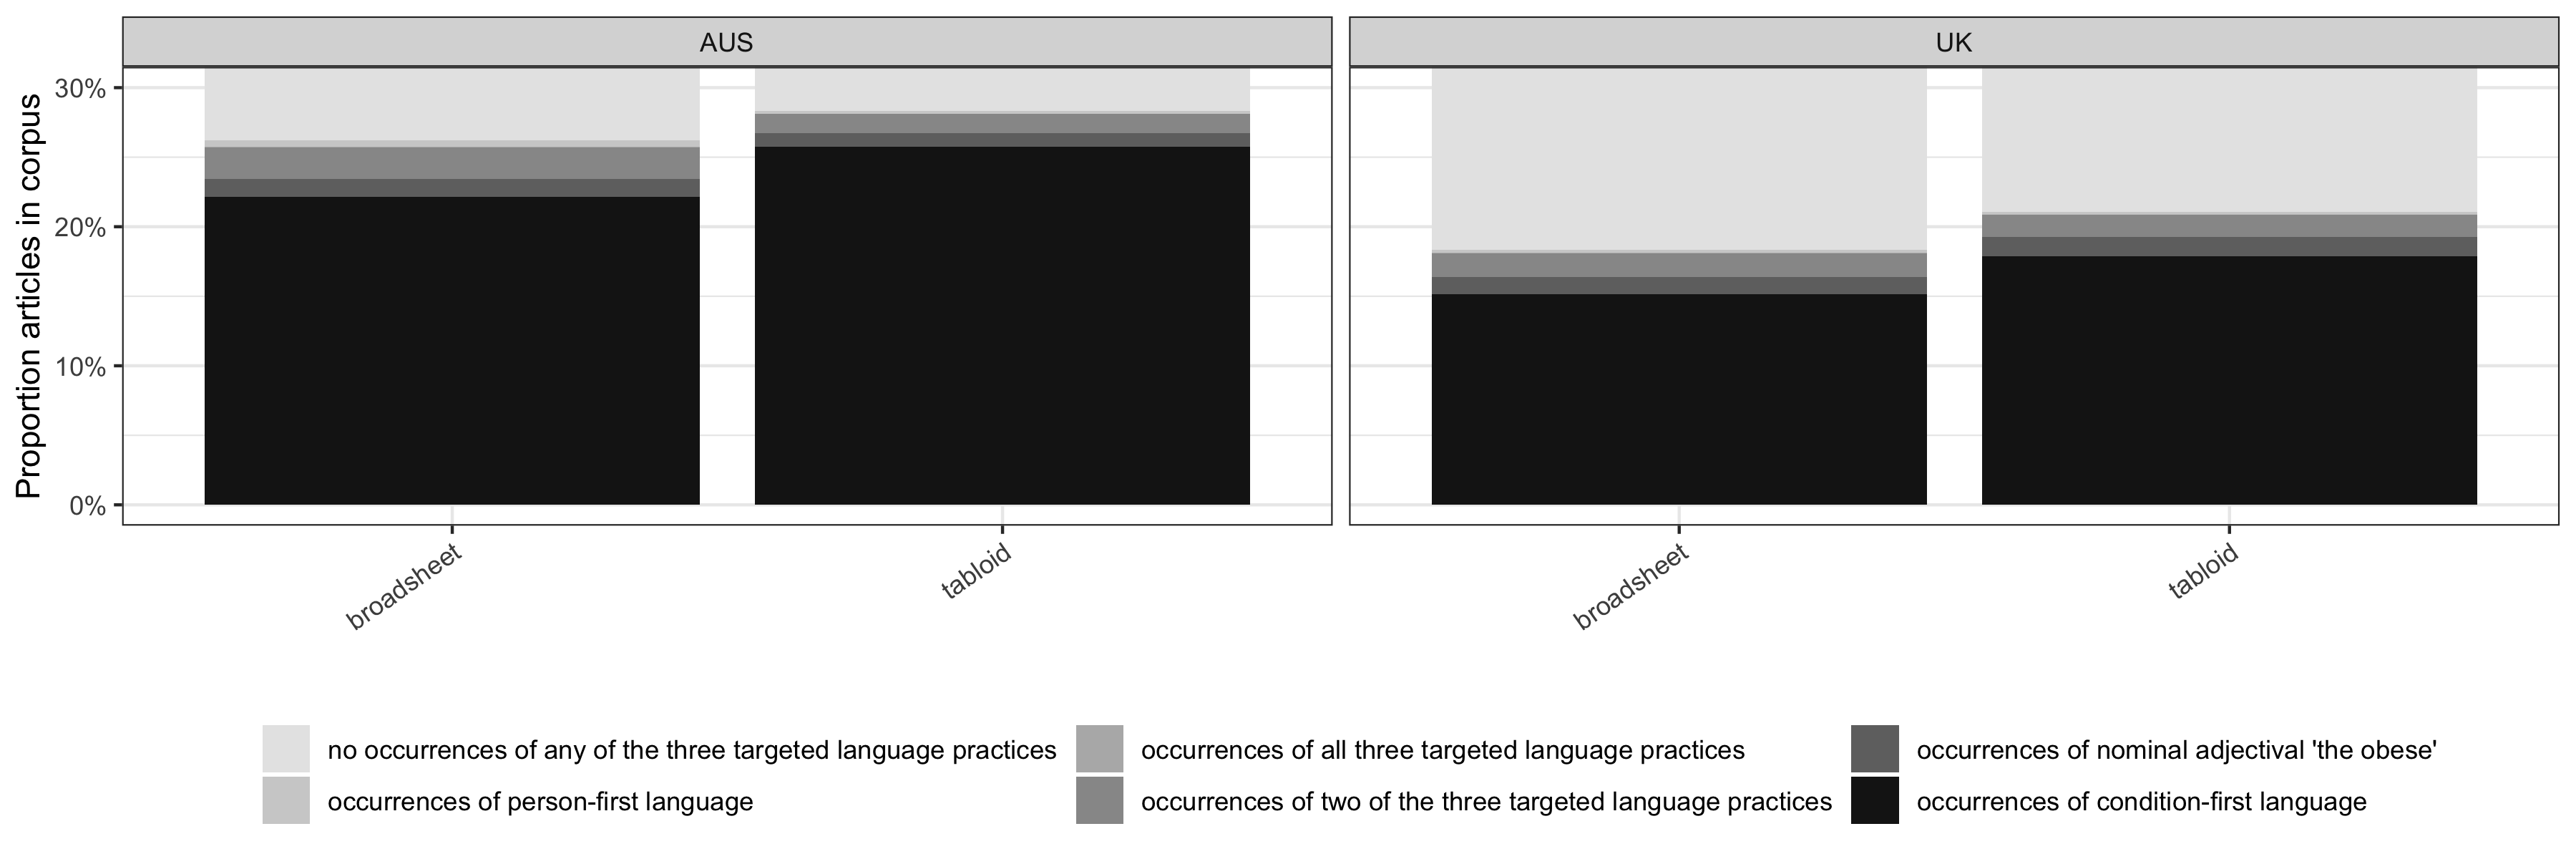 AUS
UK
Proportion articles in corpus
30%
20%
10%
0%
broadsheet
tabloid
broadsheet
tabloid
no occurrences of any of the three targeted language practices
occurrences of all three targeted language practices
occurrences of nominal adjectival 'the obese'
occurrences of person-first language
occurrences of two of the three targeted language practices
occurrences of condition-first language